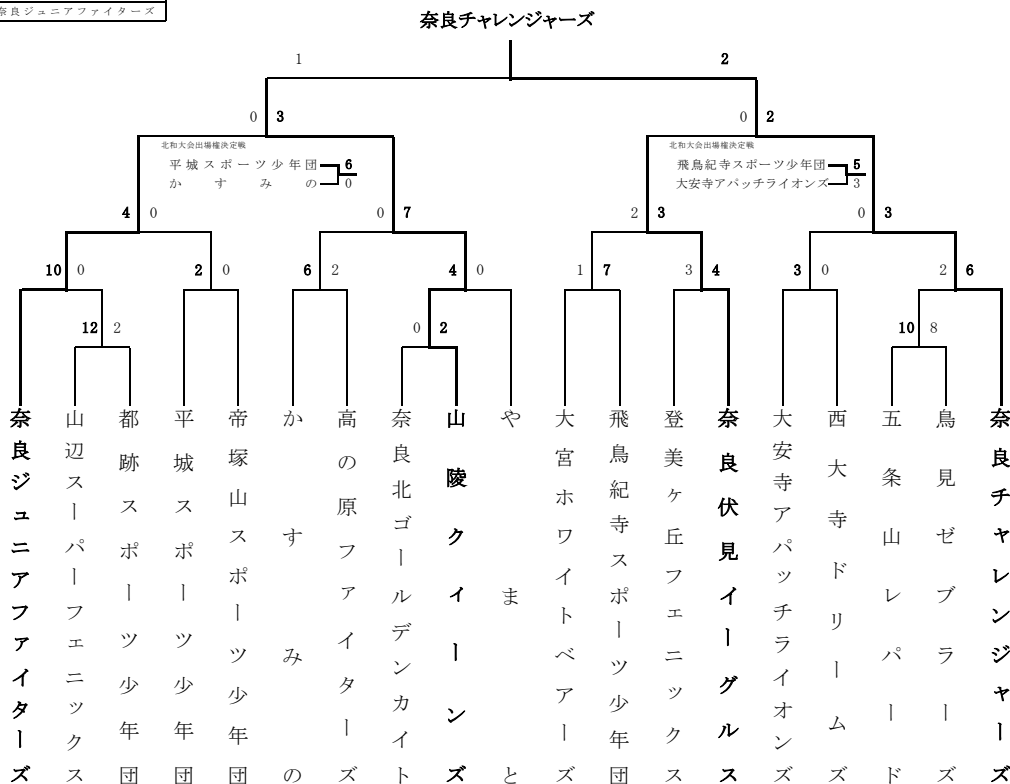 奈良ジュニアファイターズ
奈良チャレンジャーズ
1 2
0 3 0 2
北和大会出場権決定戦 北和大会出場権決定戦
平城スポーツ少年団 6 飛鳥紀寺スポーツ少年団 5
かすみの 0 大安寺アパッチライオンズ 3
4 0 0 7 2 3 0 3
10 0 2 0 6 2 4 0 1 7 3 4 3 0 2 6
12 2 0 2 10 8
奈良ジュニアファイターズ
山辺スーパーフェニックス
都跡スポーツ少年団
平城スポーツ少年団
帝塚山スポーツ少年団
かすみの
高の原ファイターズ
奈良北ゴールデンカイト
山陵クイーンズ
やまと
大宮ホワイトベアーズ
飛鳥紀寺スポーツ少年団
登美ヶ丘フェニックス
奈良伏見イーグルス
大安寺アパッチライオンズ
西大寺ドリームズ
五条山レパード
鳥見ゼブラーズ
奈良チャレンジャーズ